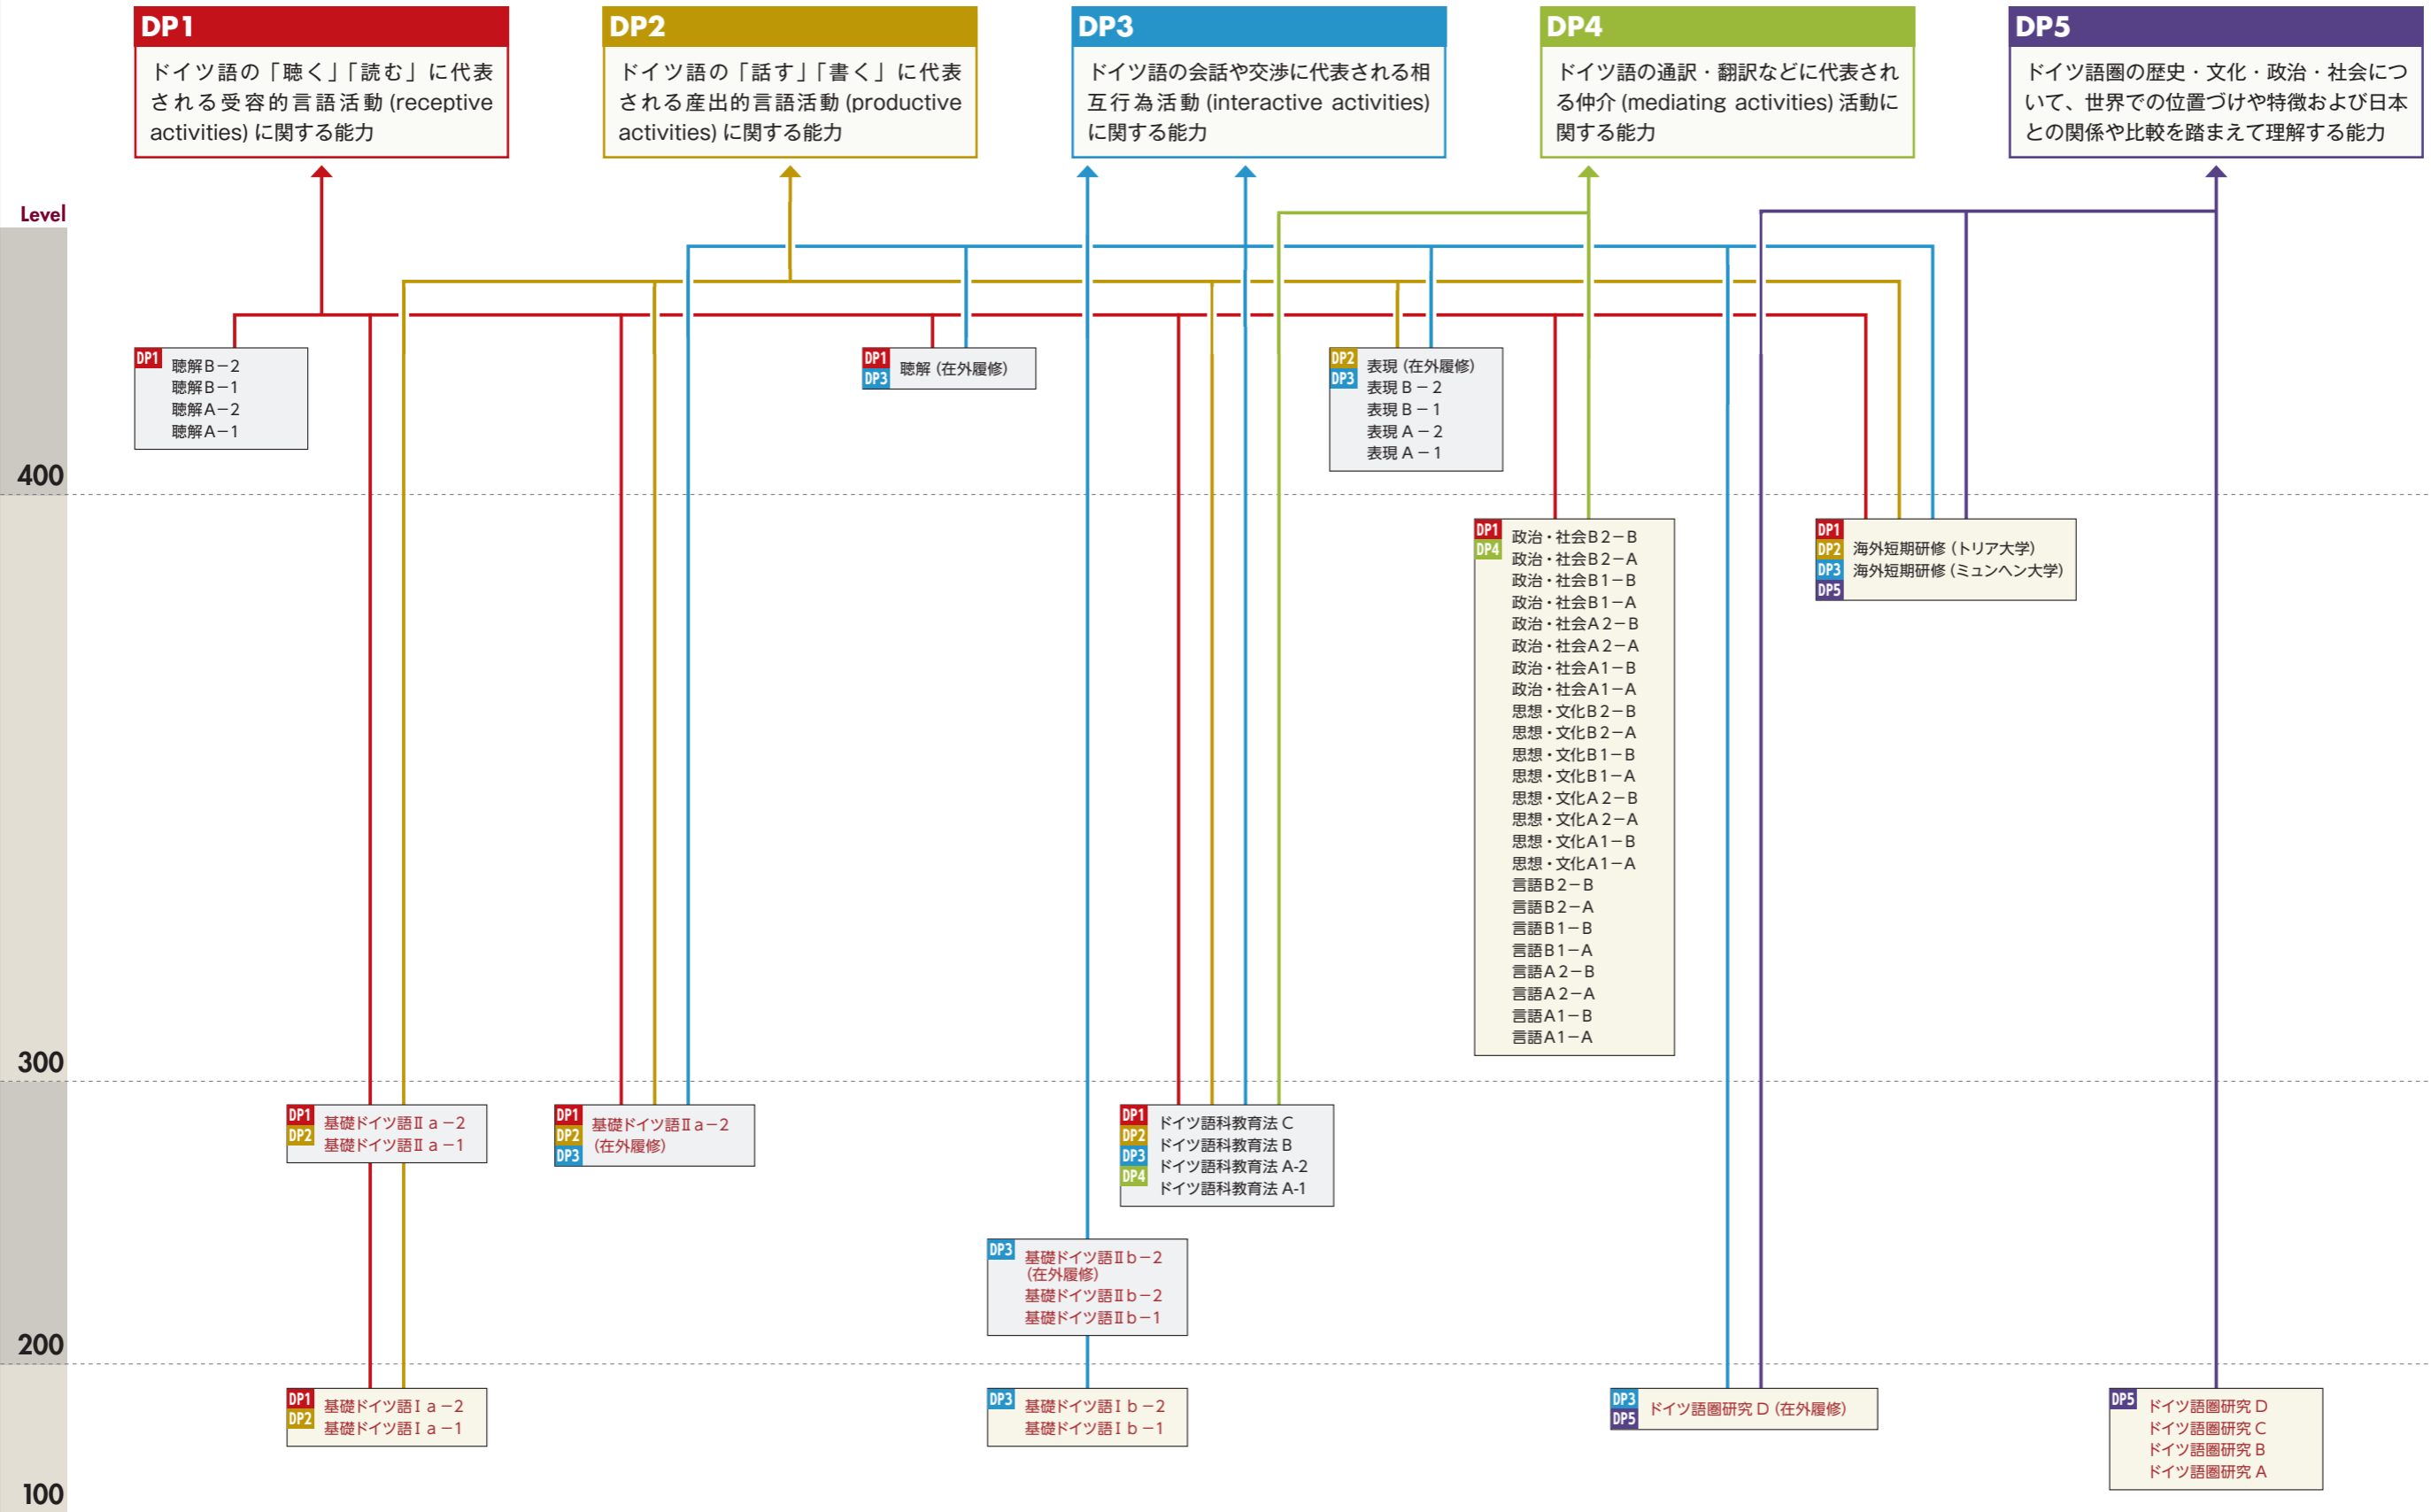 DP1
ドイツ語の「聴く」「読む」に代表
される受容的言語活動 (receptive
activities) に関する能力
DP2
ドイツ語の「話す」「書く」に代表
される産出的言語活動 (productive
activities) に関する能力
DP3
ドイツ語の会話や交渉に代表される相
互行為活動 (interactive activities)
に関する能力
DP4
ドイツ語の通訳・翻訳などに代表され
る仲介 (mediating activities) 活動に
関する能力
DP5
ドイツ語圏の歴史・文化・政治・社会につ
いて、世界での位置づけや特徴および日本
との関係や比較を踏まえて理解する能力
Level
DP1
聴解B－2
聴解B－1
聴解A－2
聴解A－1
DP1
DP3
聴解 (在外履修)
DP2
DP3
表現 (在外履修)
表現 B － 2
表現 B － 1
表現 A － 2
表現 A － 1
400
DP1
DP4
政治・社会B2－B
政治・社会B2－A
政治・社会B1－B
政治・社会B1－A
政治・社会A2－B
政治・社会A2－A
政治・社会A1－B
政治・社会A1－A
思想・文化B2－B
思想・文化B2－A
思想・文化B1－B
思想・文化B1－A
思想・文化A2－B
思想・文化A2－A
思想・文化A1－B
思想・文化A1－A
言語B2－B
言語B2－A
言語B1－B
言語B1－A
言語A2－B
言語A2－A
言語A1－B
言語A1－A
DP1
DP2
DP3
DP5
海外短期研修 (トリア大学)
海外短期研修 (ミュンヘン大学)
300
DP1
DP2
基礎ドイツ語Ⅱa－2
基礎ドイツ語Ⅱa－1
DP1
DP2
DP3
基礎ドイツ語Ⅱa－2
(在外履修)
DP1
DP2
DP3
DP4
ドイツ語科教育法 C
ドイツ語科教育法 B
ドイツ語科教育法 A-2
ドイツ語科教育法 A-1
DP3
基礎ドイツ語Ⅱb－2
(在外履修)
基礎ドイツ語Ⅱb－2
基礎ドイツ語Ⅱb－1
200
DP1
DP2
基礎ドイツ語Ⅰa－2
基礎ドイツ語Ⅰa－1
DP3
基礎ドイツ語Ⅰb－2
基礎ドイツ語Ⅰb－1
DP3
DP5
ドイツ語圏研究 D (在外履修)
DP5
ドイツ語圏研究 D
ドイツ語圏研究 C
ドイツ語圏研究 B
ドイツ語圏研究 A
100